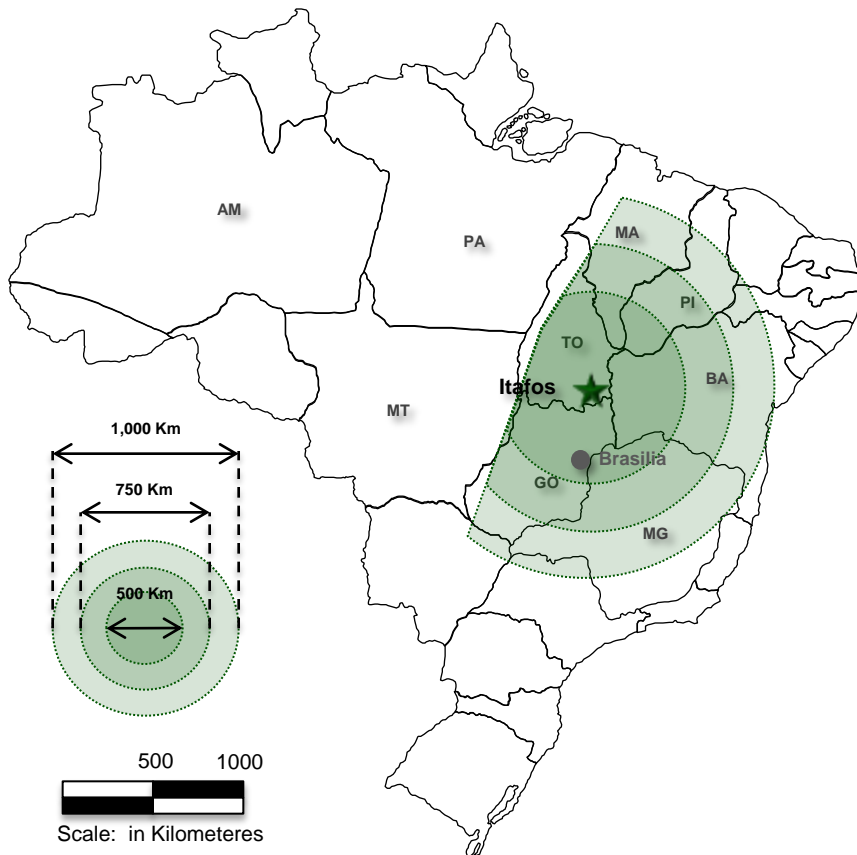 AM
PA
MA
PI
TO
BA
Itafos
MT
1,000 Km
Brasilia
750 Km
GO
MG
500 Km
500 1000
Scale: in Kilometeres